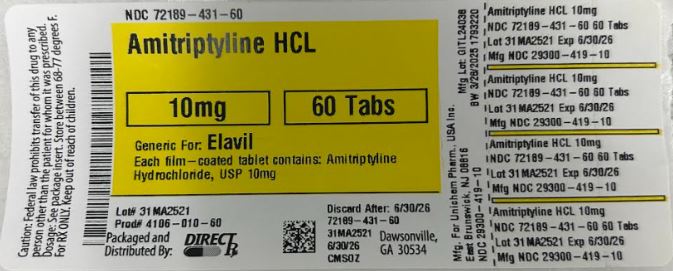 NDC 72189-431-60
Amitriptyline HCL
10mg
60 Tabs
Generic For: Elavil
Each film-coated tablet contains: Amitriptyline
Hydrochloride, USP 10mg
Caution: Federal law prohibits transfer of this drug to any
person other than the patient for whom it was prescribed.
Dosage: See package insert. Store between 68-77 degrees F.
For RX ONLY. Keep out of reach of children.
Lot# 31MA2521
Prod# 4106-010-60
Packaged and
Distributed By:
DIRECT Rx
Discard After: 6/30/26
72189-431-60
31MA2521
6/30/26
CMSOZ
Dawsonville,
GA 30534
Mfg Lot: GITL24038
BW 3/28/2025 1793220
Mfg. For Unichem Pharm., USA Inc.
East Brunswick, NJ 08816
NDC 29300-419-10
Amitriptyline HCL 10mg
NDC 72189-431-60 60 Tabs
Lot 31MA2521 Exp 6/30/26
Mfg NDC 29300-419-10
Amitriptyline HCL 10mg
NDC 72189-431-60 60 Tabs
Lot 31MA2521 Exp 6/30/26
Mfg NDC 29300-419-10
Amitriptyline HCL 10mg
NDC 72189-431-60 60 Tabs
Lot 31MA2521 Exp 6/30/26
Mfg NDC 29300-419-10
Amitriptyline HCL 10mg
NDC 72189-431-60 60 Tabs
Lot 31MA2521 Exp 6/30/26
Mfg NDC 29300-419-10